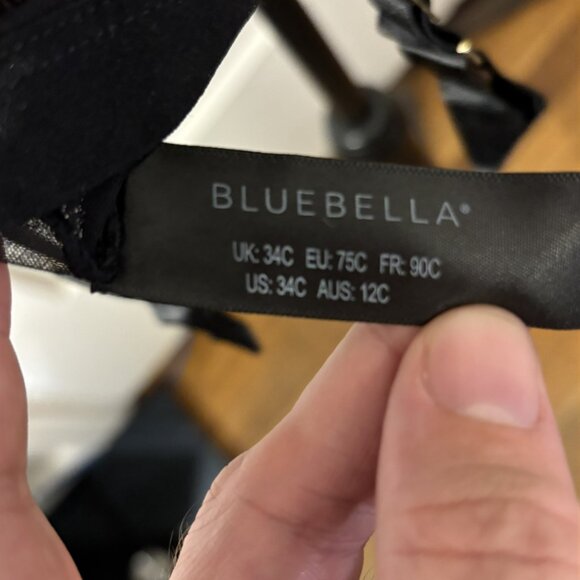 BLUEBELLA®
UK: 34C EU: 75C FR: 90C
US: 34C AUS: 12C